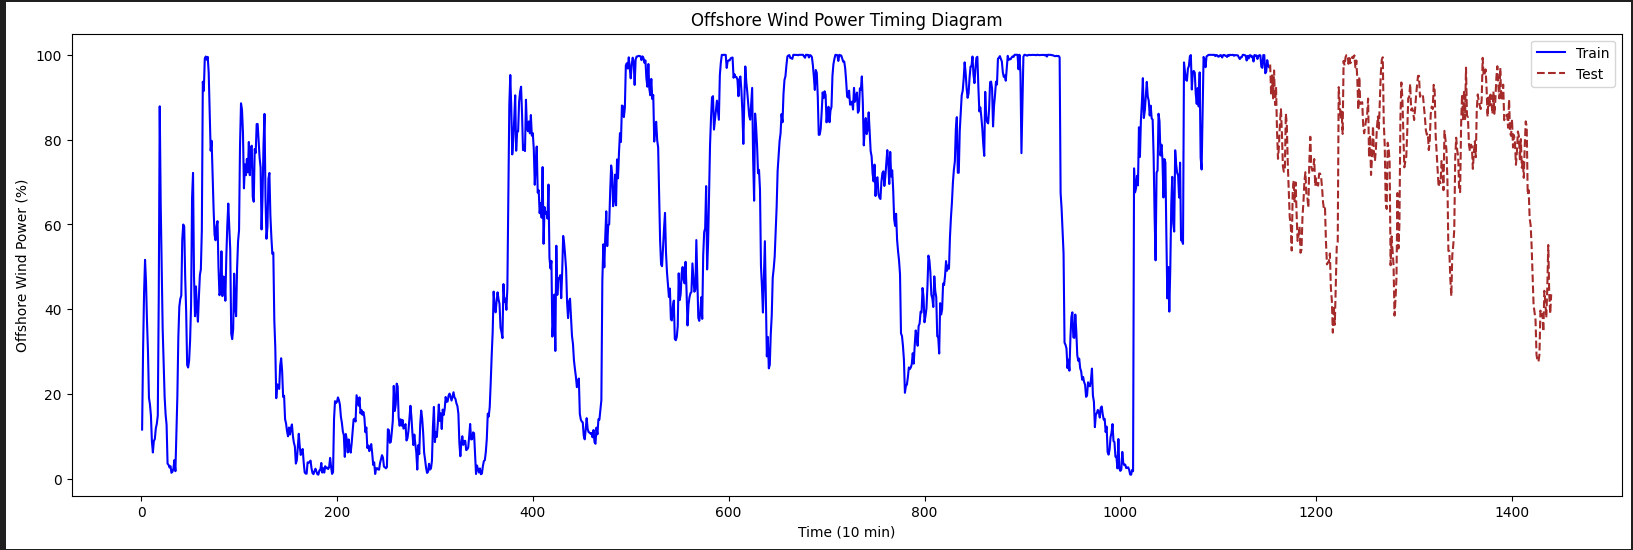 Offshore Wind Power Timing Diagram
100
80
60
40
20
0
Offshore Wind Power (%)
Train
Test
0 200 400 600 800 1000 1200 1400
Time (10 min)